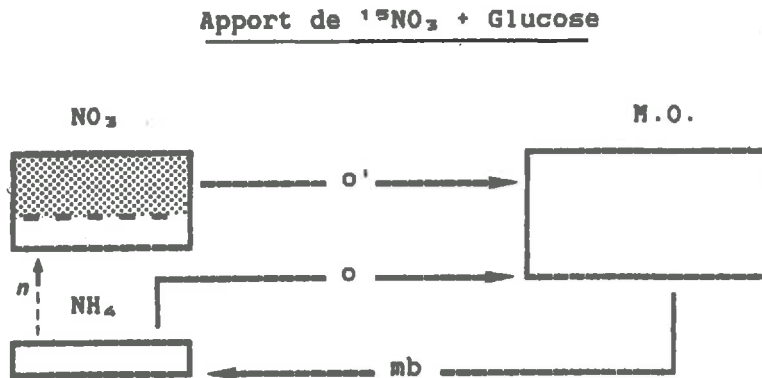 Apport de ¹⁵NO₃ + Glucose
NO₃ M.O.
o'
n NH₄ o
mb